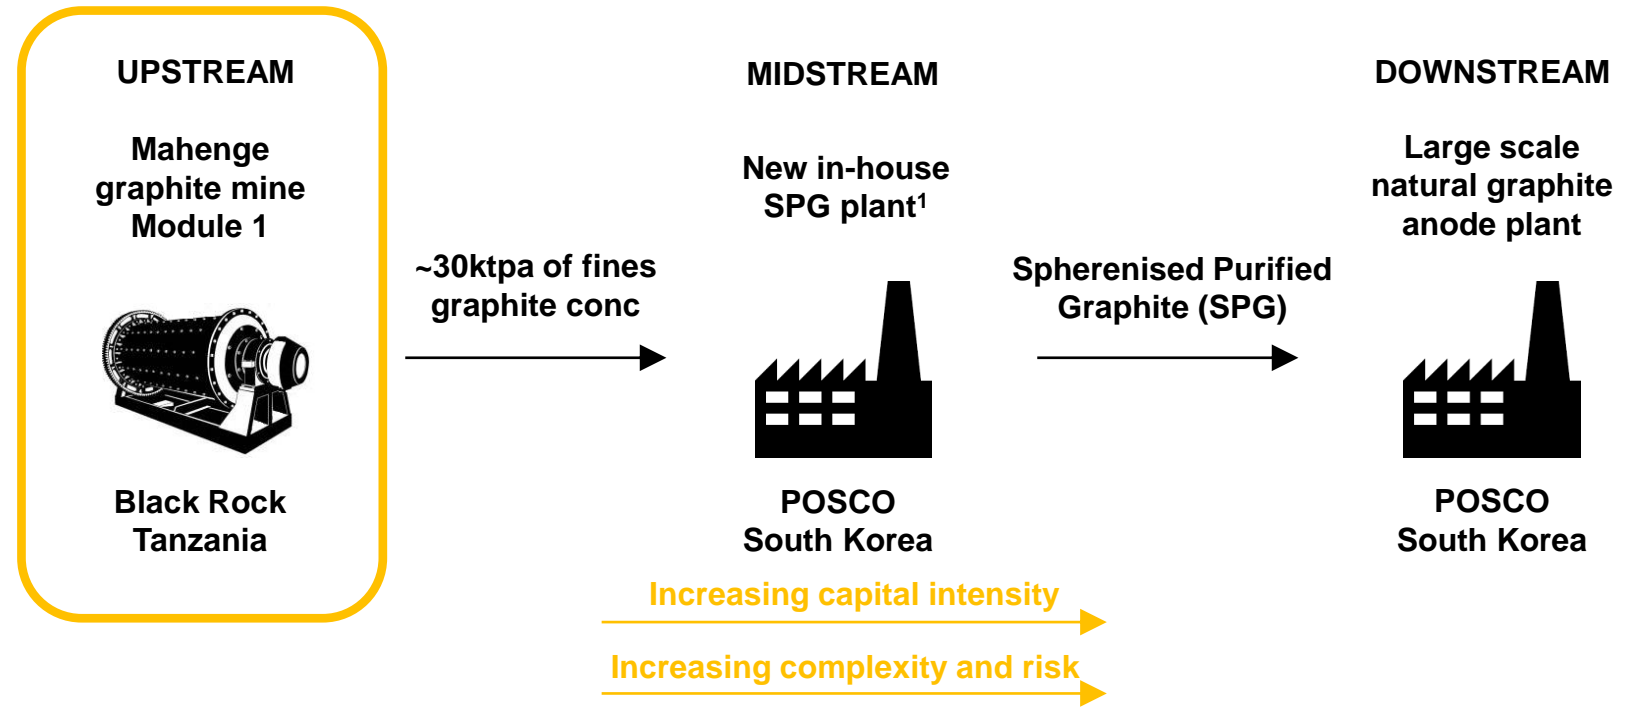 UPSTREAM
Mahenge
graphite mine
Module 1
Black Rock
Tanzania
~30ktpa of fines
graphite conc
MIDSTREAM
New in-house
SPG plant¹
POSCO
South Korea
Spherenised Purified
Graphite (SPG)
DOWNSTREAM
Large scale
natural graphite
anode plant
POSCO
South Korea
Increasing capital intensity
Increasing complexity and risk